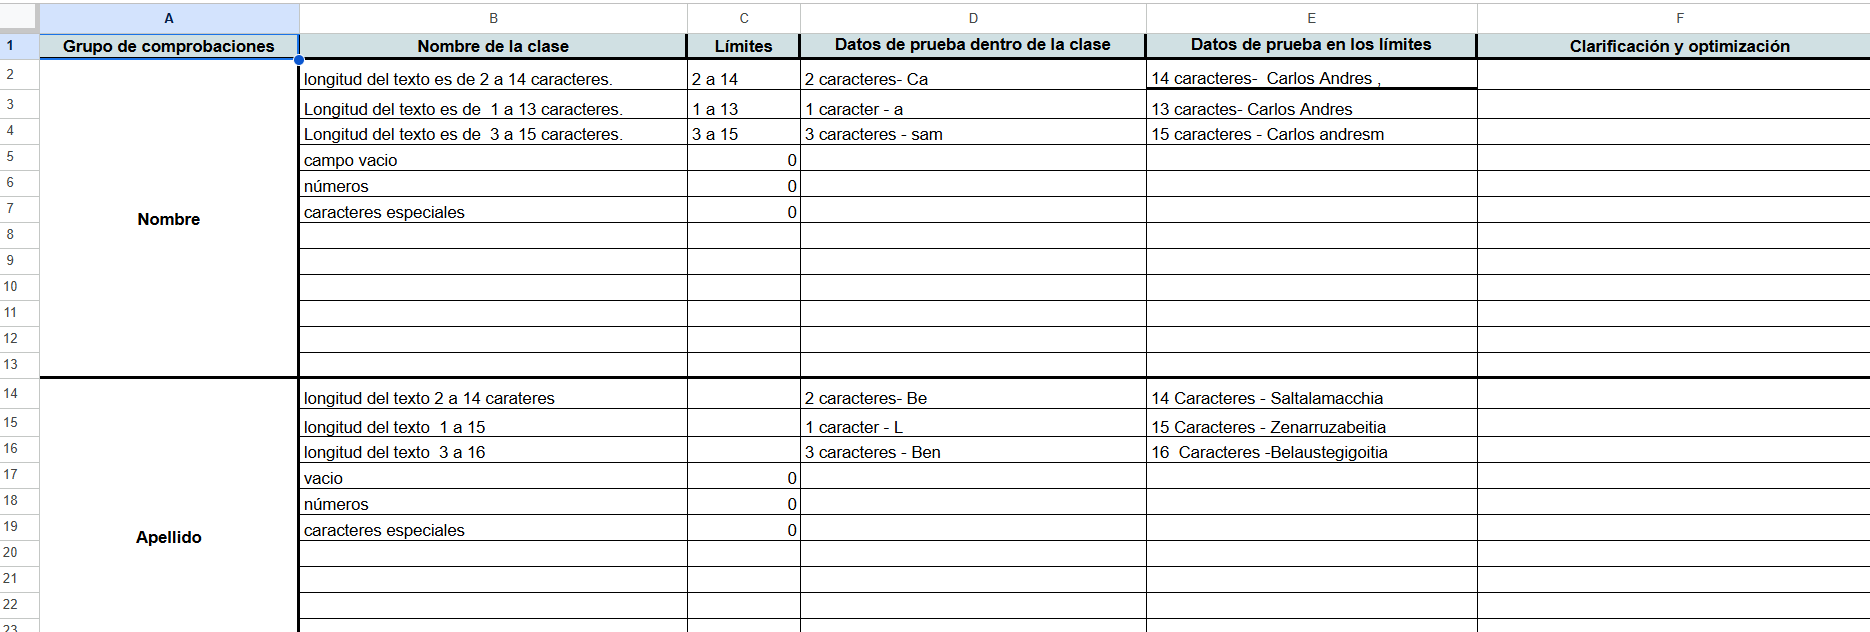 A B C D E F
1 Grupo de comprobaciones Nombre de la clase Límites Datos de prueba dentro de la clase Datos de prueba en los límites Clarificación y optimización
2 longitud del texto es de 2 a 14 caracteres. 2 a 14 2 caracteres- Ca 14 caracteres-  Carlos Andres ,
3 Longitud del texto es de  1 a 13 caracteres. 1 a 13 1 caracter - a 13 caractes- Carlos Andres
4 Longitud del texto es de  3 a 15 caracteres. 3 a 15 3 caracteres - sam 15 caracteres - Carlos andresm
5 campo vacio 0
6 números 0
7 caracteres especiales 0
Nombre
8
9
10
11
12
13
14 longitud del texto 2 a 14 carateres 2 caracteres- Be 14 Caracteres - Saltalamacchia
15 longitud del texto  1 a 15 1 caracter - L 15 Caracteres - Zenarruzabeitia
16 longitud del texto  3 a 16 3 caracteres - Ben 16  Caracteres -Belaustegigoitia
17 vacio 0
18 números 0
19 caracteres especiales 0
Apellido
20
21
22
23